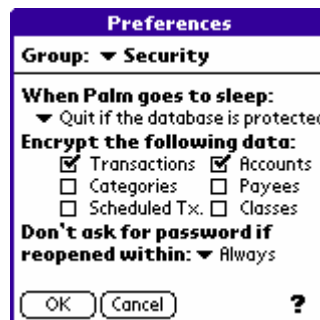 Preferences
Group: Security
When Palm goes to sleep:
Quit if the database is protected
Encrypt the following data:
Transactions Accounts
Categories Payees
Scheduled Tx. Classes
Don't ask for password if
reopened within: Always
OK Cancel ?